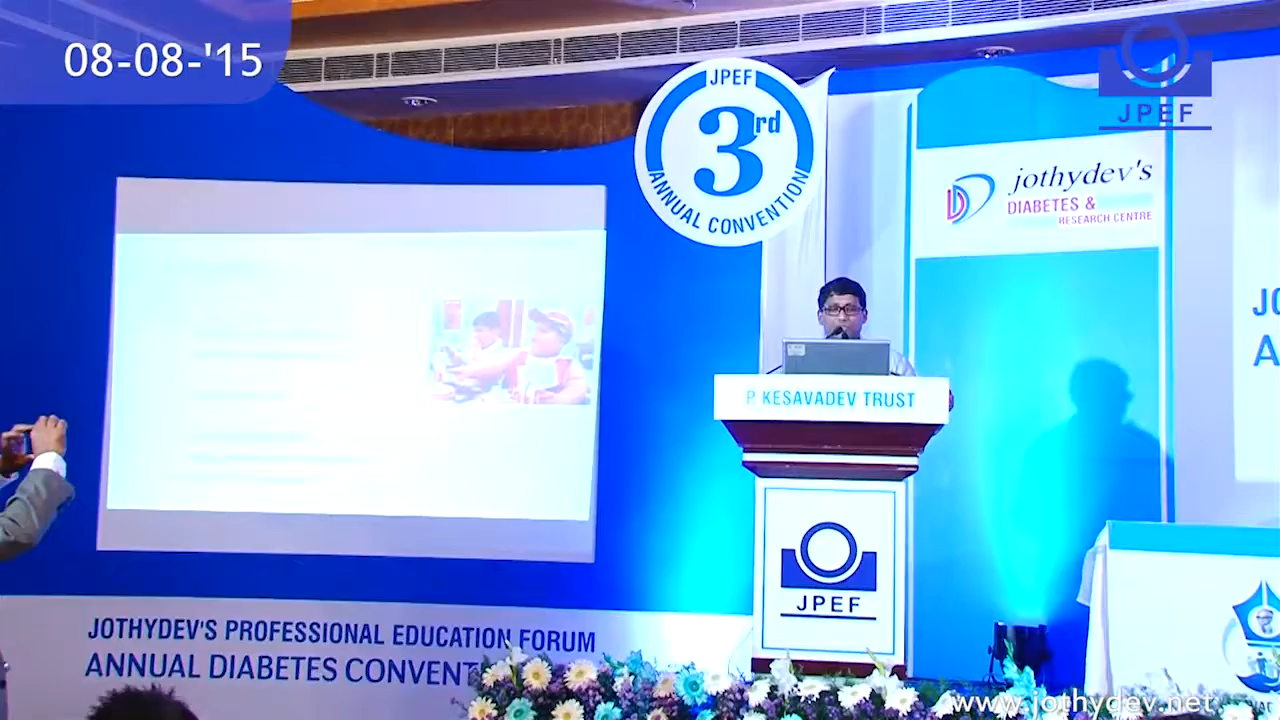 08-08-'15
JPEF
3rd
ANNUAL CONVENTION
JPEF
jothydev's
DIABETES &
RESEARCH CENTRE
JO
A
P KESAVADEV TRUST
JPEF
JOTHYDEV'S PROFESSIONAL EDUCATION FORUM
ANNUAL DIABETES CONVENT
www.jothydev.net